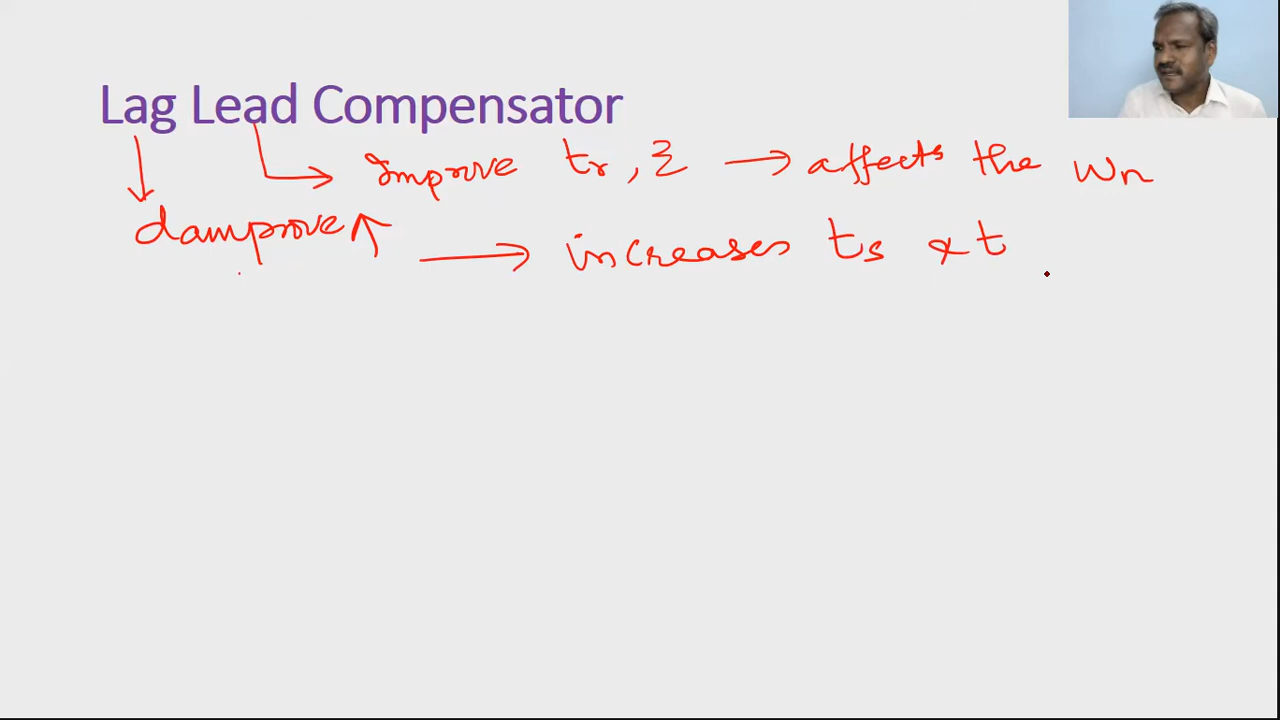 Lag Lead Compensator
Improve tr, ξ → affects the ωn
damprove ↑ → increases ts & t